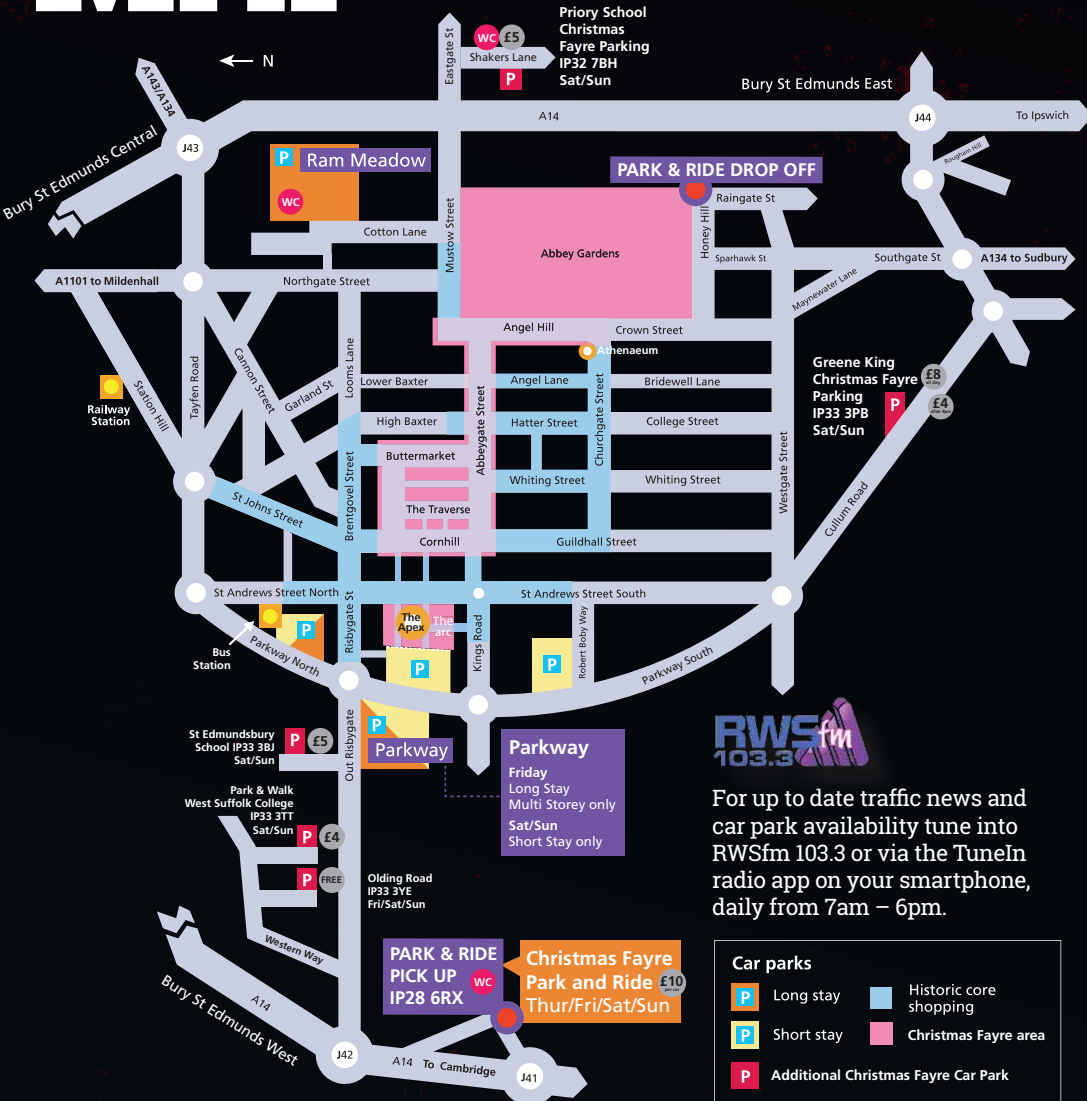 Priory School
Christmas
Fayre Parking
IP32 7BH
Sat/Sun
WC
£5
Shakers Lane
P
Eastgate St
N
A143/A134
Bury St Edmunds Central
J43
A14
Bury St Edmunds East
J44
To Ipswich
Rougham Hill
P
Ram Meadow
WC
PARK & RIDE DROP OFF
Raingate St
Cotton Lane
Mustow Street
Abbey Gardens
Honey Hill
Sparhawk St
Southgate St
A134 to Sudbury
Maynewater Lane
A1101 to Mildenhall
Northgate Street
Angel Hill
Crown Street
Athenaeum
Station Hill
Tayfen Road
Cannon Street
Garland St
Looms Lane
Lower Baxter
Angel Lane
Bridewell Lane
Railway
Station
High Baxter
Hatter Street
College Street
Abbeygate Street
Churchgate Street
Buttermarket
Whiting Street
Whiting Street
Westgate Street
The Traverse
St Johns Street
Brentgovel Street
Cornhill
Guildhall Street
Greene King
Christmas Fayre
Parking
IP33 3PB
Sat/Sun
£8
all day
P
£4
after 4pm
Cullum Road
St Andrews Street North
St Andrews Street South
Risbygate St
The
Apex
The
arc
Kings Road
Robert Boby Way
P
P
P
Bus
Station
Parkway North
Parkway South
P
Parkway
Out Risbygate
St Edmundsbury
School IP33 3BJ
Sat/Sun
P
£5
Parkway
Friday
Long Stay
Multi Storey only
Sat/Sun
Short Stay only
Park & Walk
West Suffolk College
IP33 3TT
Sat/Sun
P
£4
P
FREE
Olding Road
IP33 3YE
Fri/Sat/Sun
Western Way
PARK & RIDE
PICK UP
IP28 6RX
WC
Christmas Fayre
Park and Ride
Thur/Fri/Sat/Sun
£10
per car
Bury St Edmunds West
A14
J42
A14 To Cambridge
J41
RWSfm
103.3
For up to date traffic news and
car park availability tune into
RWSfm 103.3 or via the TuneIn
radio app on your smartphone,
daily from 7am – 6pm.
Car parks
P Long stay
Historic core
shopping
P Short stay
Christmas Fayre area
P Additional Christmas Fayre Car Park